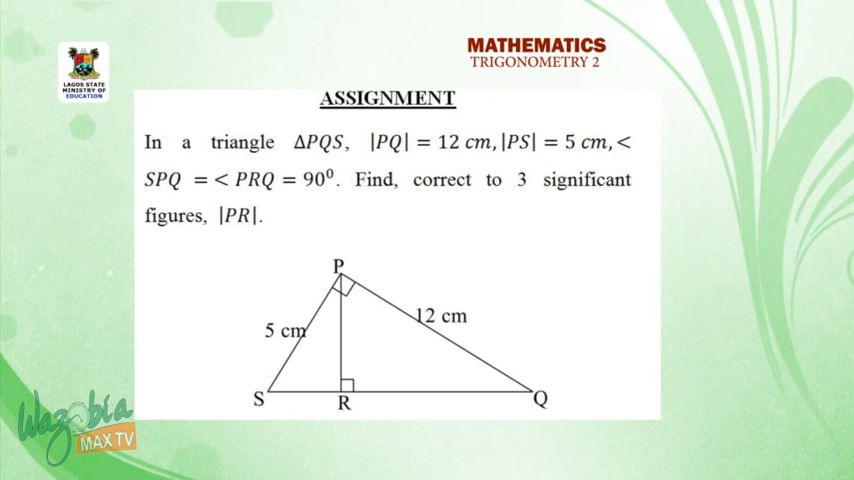 MATHEMATICS
TRIGONOMETRY 2
LAGOS STATE
MINISTRY OF
EDUCATION
ASSIGNMENT
In a triangle ΔPQS, |PQ| = 12 cm, |PS| = 5 cm, <
SPQ = < PRQ = 90⁰. Find, correct to 3 significant
figures, |PR|.
P
5 cm
12 cm
S
R
Q
Wazobia
MAX TV